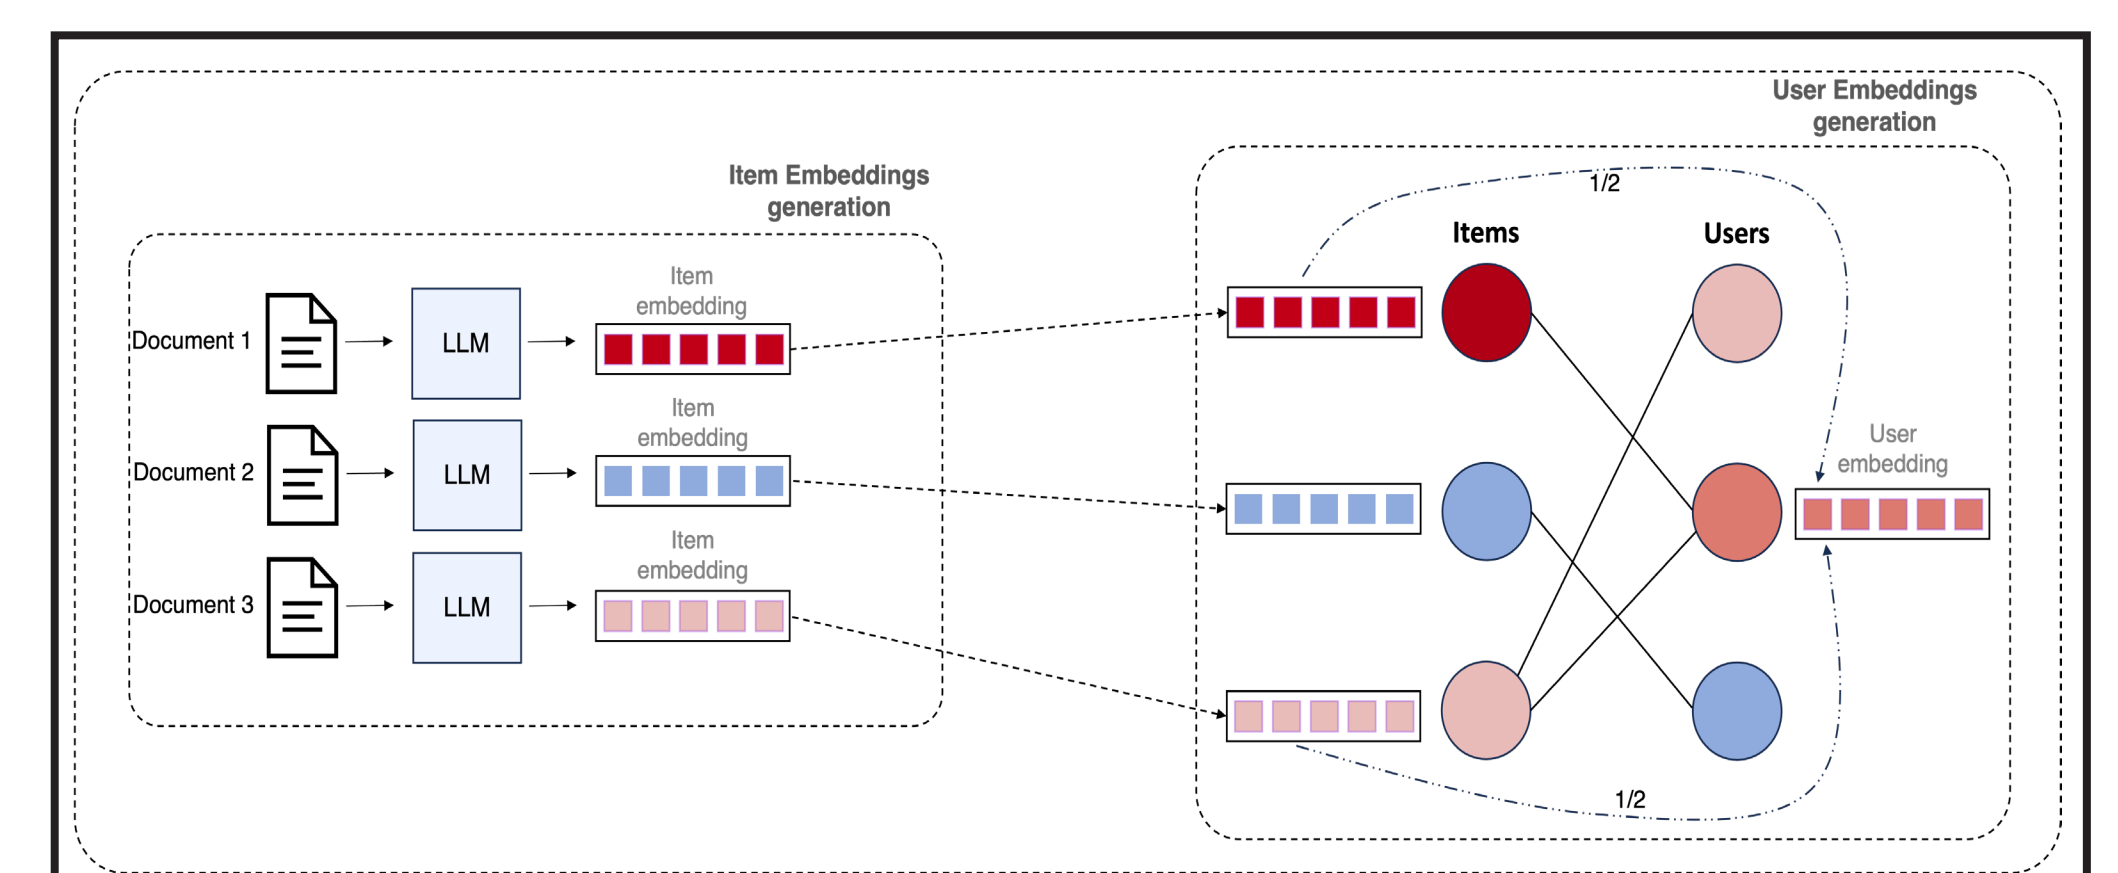 User Embeddings
generation
Item Embeddings
generation
1/2
Items
Users
Item
embedding
Document 1
LLM
Item
embedding
Document 2
LLM
User
embedding
Item
embedding
Document 3
LLM
1/2